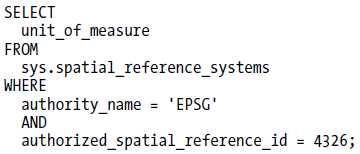 SELECT
unit_of_measure
FROM
sys.spatial_reference_systems
WHERE
authority_name = 'EPSG'
AND
authorized_spatial_reference_id = 4326;